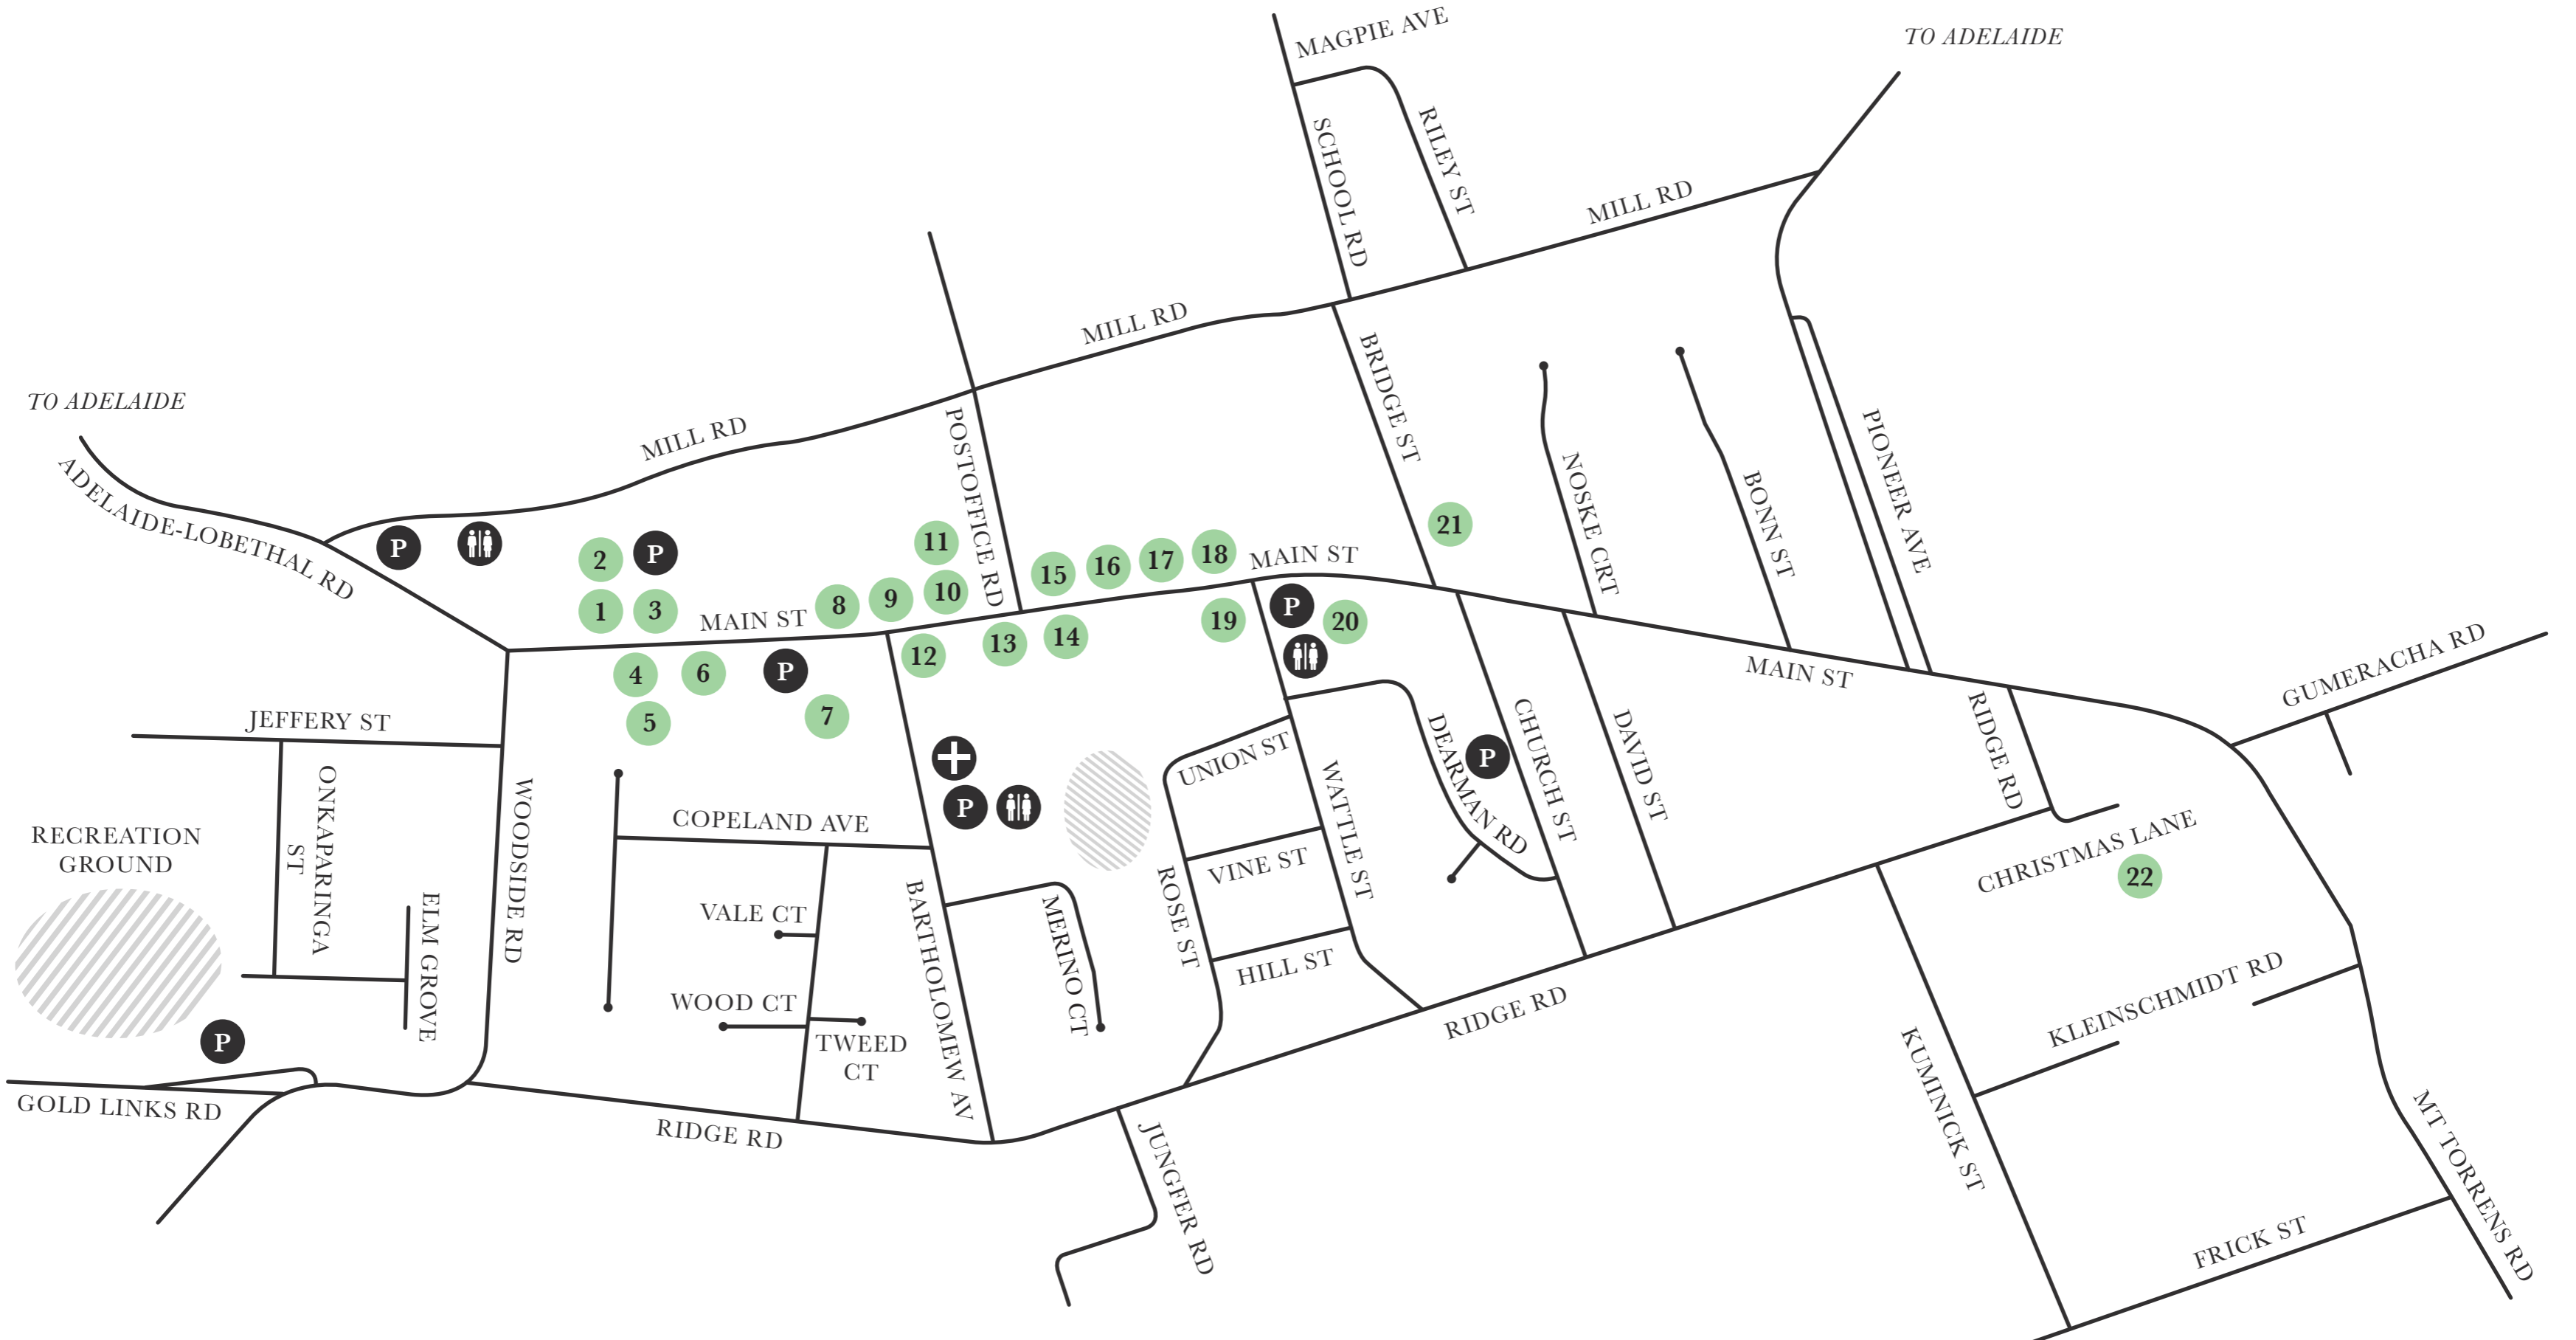 MAGPIE AVE
TO ADELAIDE
SCHOOL RD
RILEY ST
MILL RD
MILL RD
BRIDGE ST
TO ADELAIDE
MILL RD
POSTOFFICE RD
PIONEER AVE
ADELAIDE-LOBETHAL RD
NOSKE CRT
BONN ST
P
2
P
11
21
1
3
MAIN ST
8
9
10
15
16
17
18
MAIN ST
4
6
P
12
13
14
19
P
20
5
7
MAIN ST
GUMERACHA RD
JEFFERY ST
RIDGE RD
UNION ST
DEARMAN RD
P
CHURCH ST
DAVID ST
WATTLE ST
ONKAPARINGA
ST
WOODSIDE RD
COPELAND AVE
P
RECREATION
GROUND
VINE ST
CHRISTMAS LANE
22
ROSE ST
ELM GROVE
VALE CT
BARTHOLOMEW AV
MERINO CT
HILL ST
KLEINSCHMIDT RD
WOOD CT
TWEED
CT
RIDGE RD
P
GOLD LINKS RD
RIDGE RD
JUNGFER RD
KUMINICK ST
MT TORRENS RD
FRICK ST